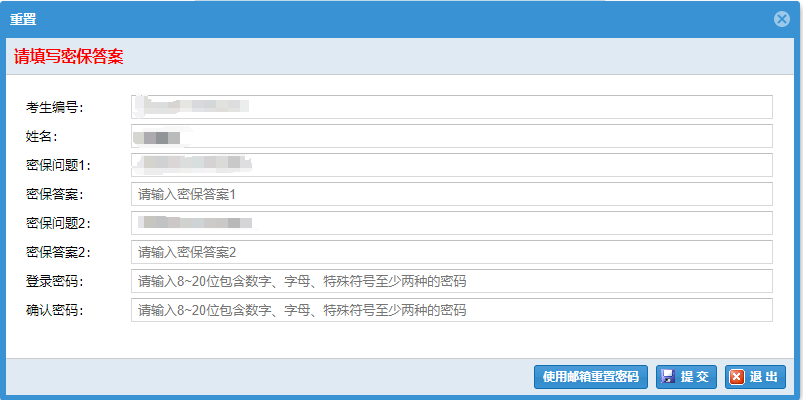 重置
请填写密保答案
考生编号：
姓名：
密保问题1：
密保答案： 请输入密保答案1
密保问题2：
密保答案2： 请输入密保答案2
登录密码： 请输入8~20位包含数字、字母、特殊符号至少两种的密码
确认密码： 请输入8~20位包含数字、字母、特殊符号至少两种的密码
使用邮箱重置密码 提 交 退 出